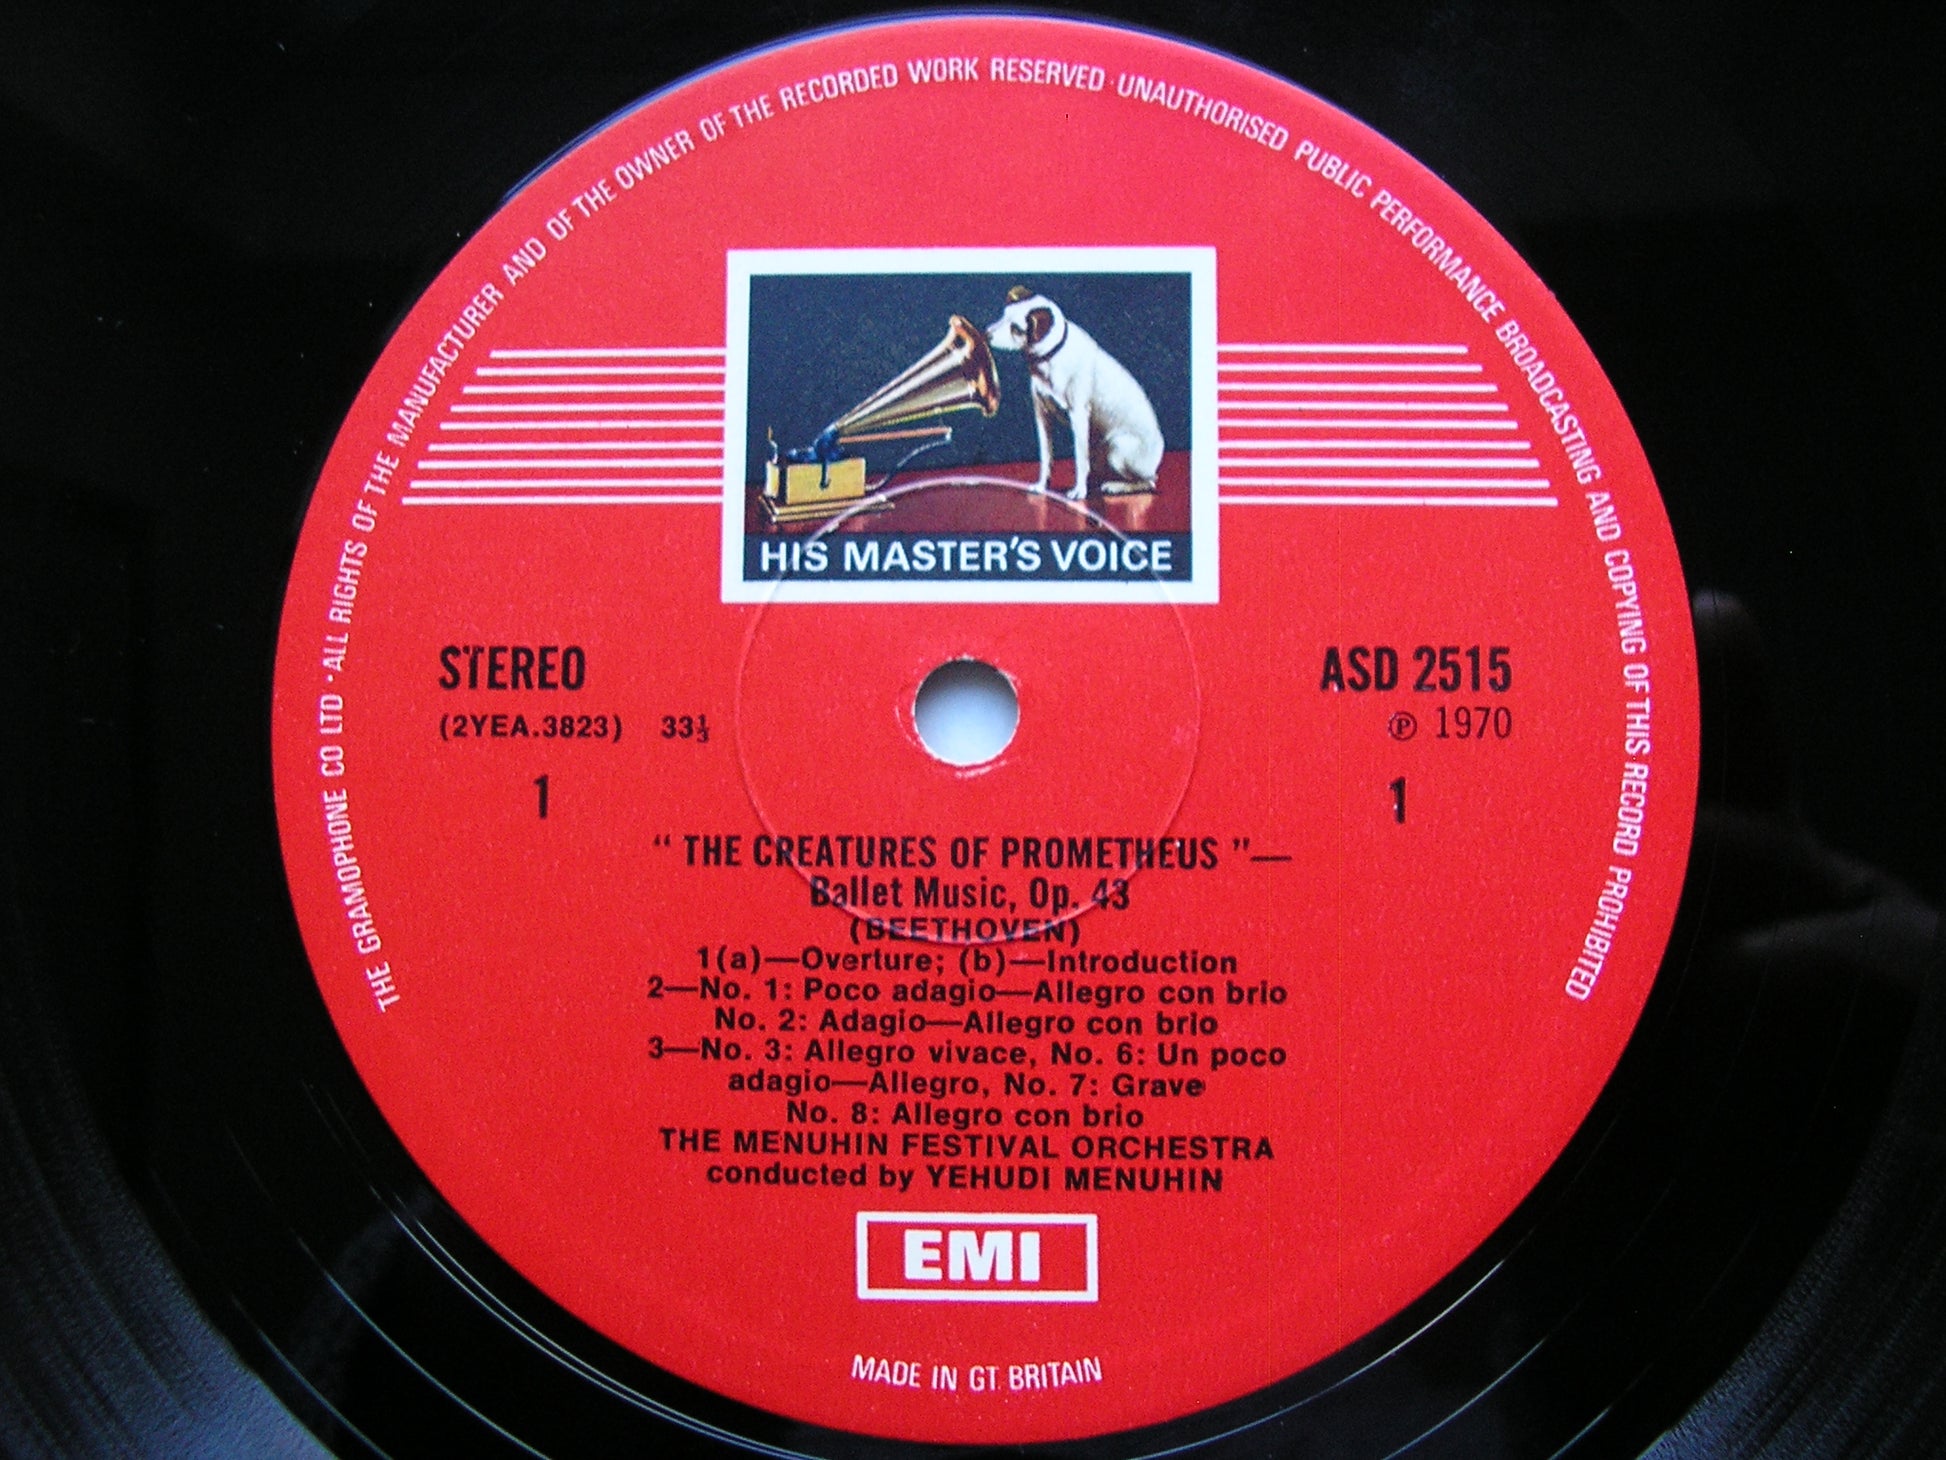 THE GRAMOPHONE CO LTD · ALL RIGHTS OF THE MANUFACTURER AND OF THE OWNER OF THE RECORDED WORK RESERVED · UNAUTHORISED PUBLIC PERFORMANCE BROADCASTING AND COPYING OF THIS RECORD PROHIBITED
HIS MASTER'S VOICE
STEREO
(2YEA.3823) 33⅓
1
ASD 2515
℗ 1970
1
" THE CREATURES OF PROMETHEUS "—
Ballet Music, Op. 43
(BEETHOVEN)
1(a)—Overture; (b)—Introduction
2—No. 1: Poco adagio—Allegro con brio
No. 2: Adagio—Allegro con brio
3—No. 3: Allegro vivace, No. 6: Un poco
adagio—Allegro, No. 7: Grave
No. 8: Allegro con brio
THE MENUHIN FESTIVAL ORCHESTRA
conducted by YEHUDI MENUHIN
EMI
MADE IN GT. BRITAIN